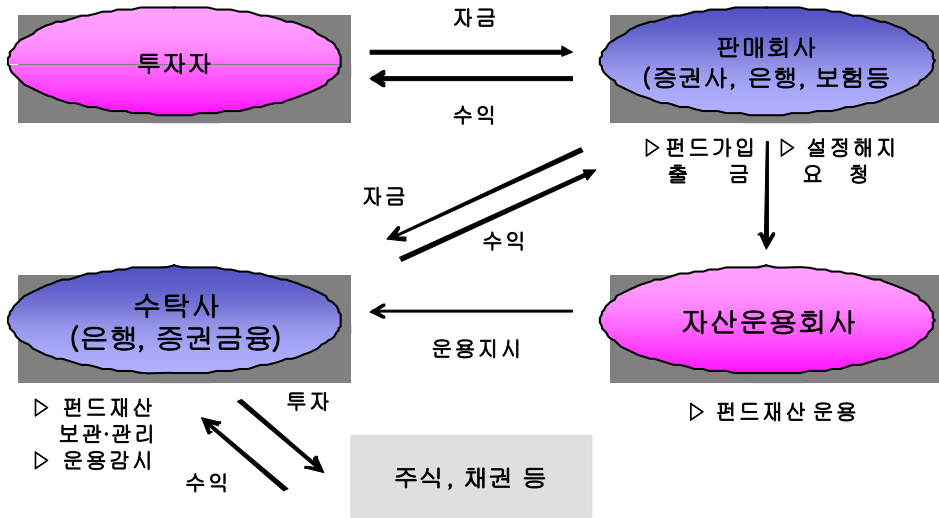 자금
투자자
판매회사
(증권사, 은행, 보험등
수익
▷펀드가입
출 금
▷ 설정해지
요 청
자금
수익
수탁사
(은행, 증권금융)
자산운용회사
운용지시
▷ 펀드재산
보관·관리
▷ 운용감시
투자
▷ 펀드재산 운용
수익
주식, 채권 등